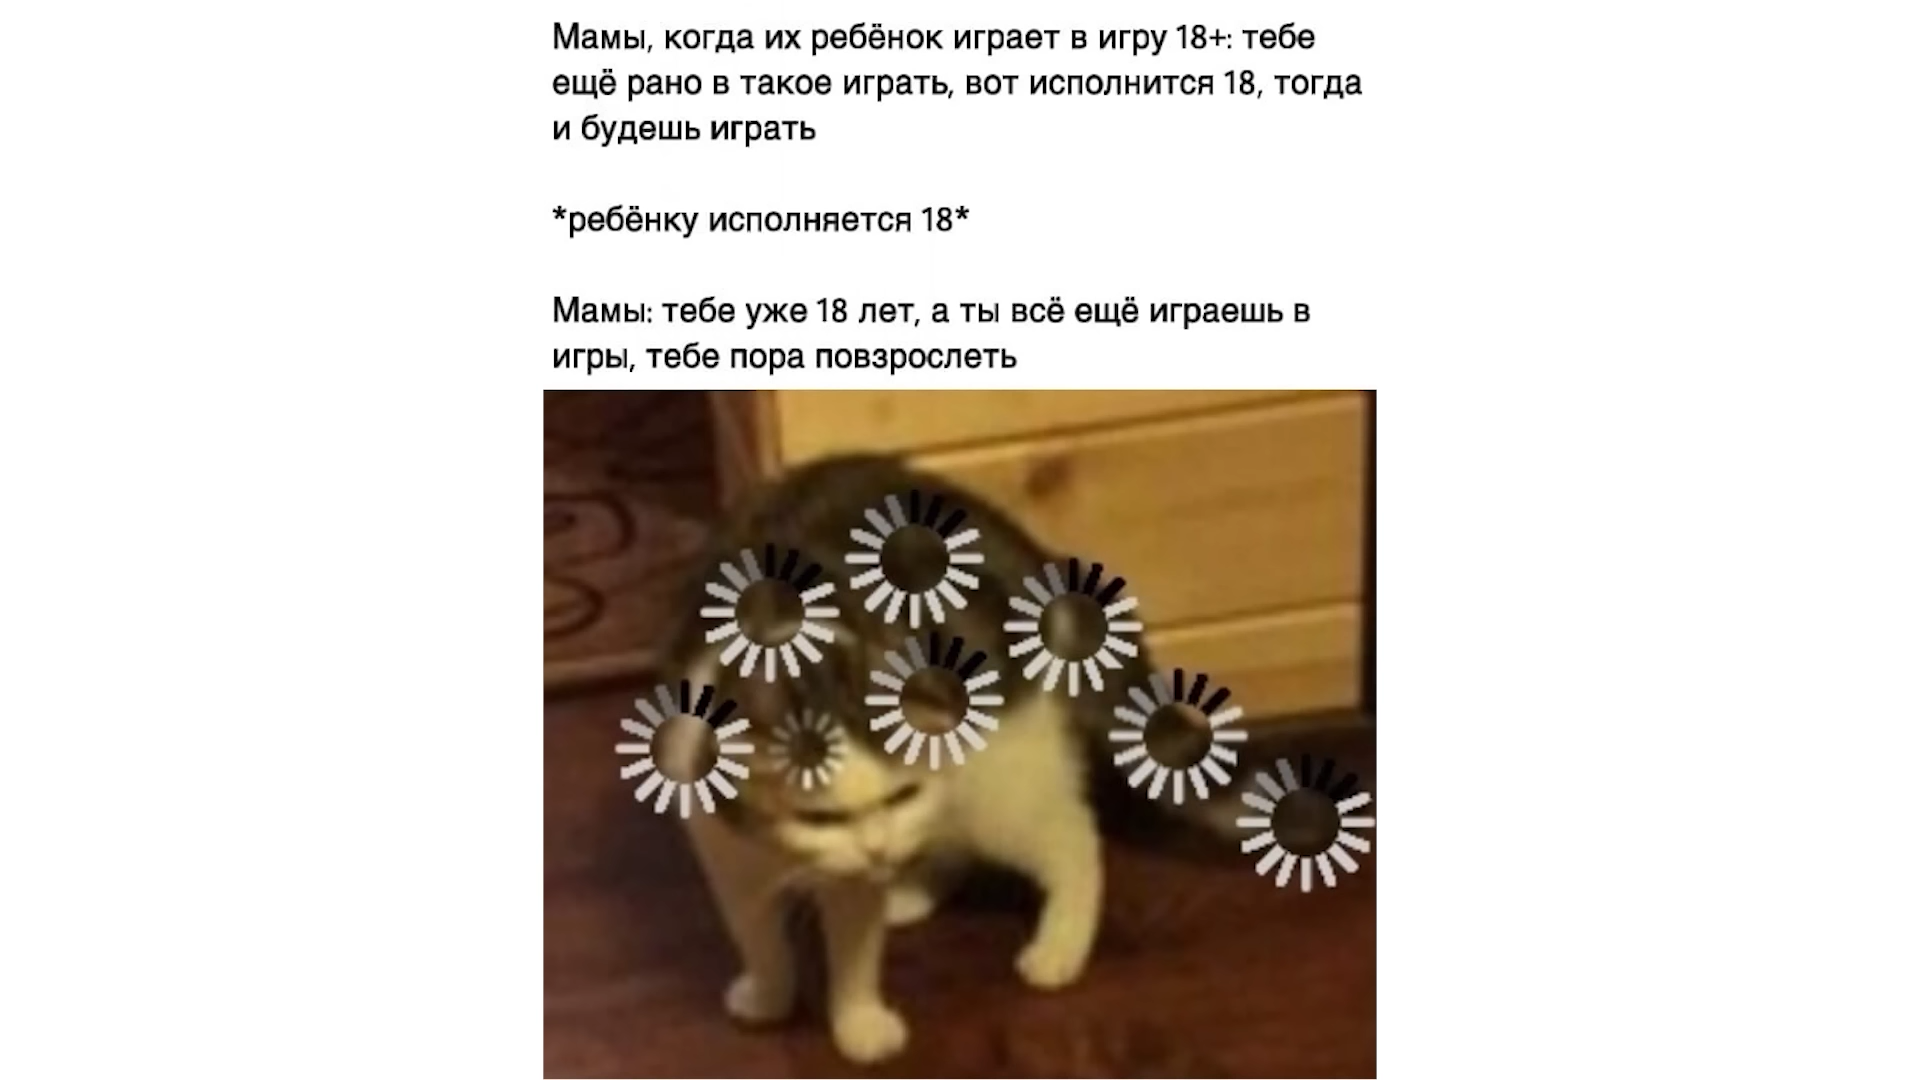 Мамы, когда их ребёнок играет в игру 18+: тебе
ещё рано в такое играть, вот исполнится 18, тогда
и будешь играть
*ребёнку исполняется 18*
Мамы: тебе уже 18 лет, а ты всё ещё играешь в
игры, тебе пора повзрослеть